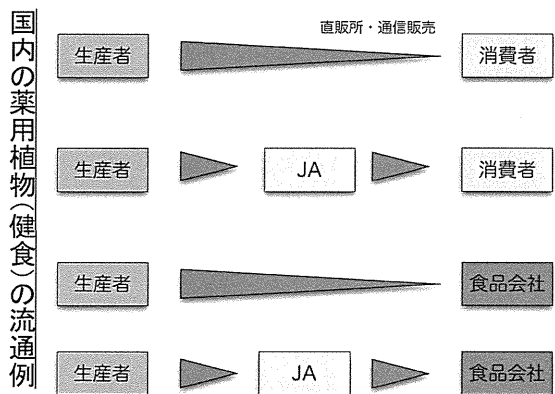 国内の薬用植物(健食)の流通例
直販所・通信販売
生産者
消費者
生産者
JA
消費者
生産者
食品会社
生産者
JA
食品会社